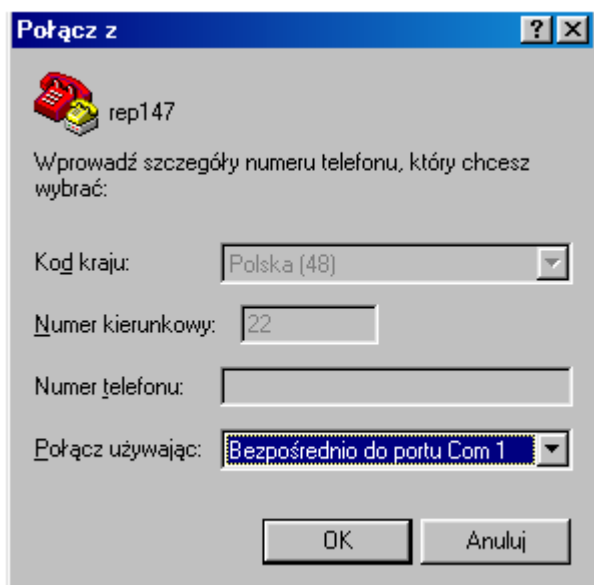 Połącz z
rep147
Wprowadź szczegóły numeru telefonu, który chcesz
wybrać:
Kod kraju: Polska (48)
Numer kierunkowy: 22
Numer telefonu:
Połącz używając: Bezpośrednio do portu Com 1
OK Anuluj